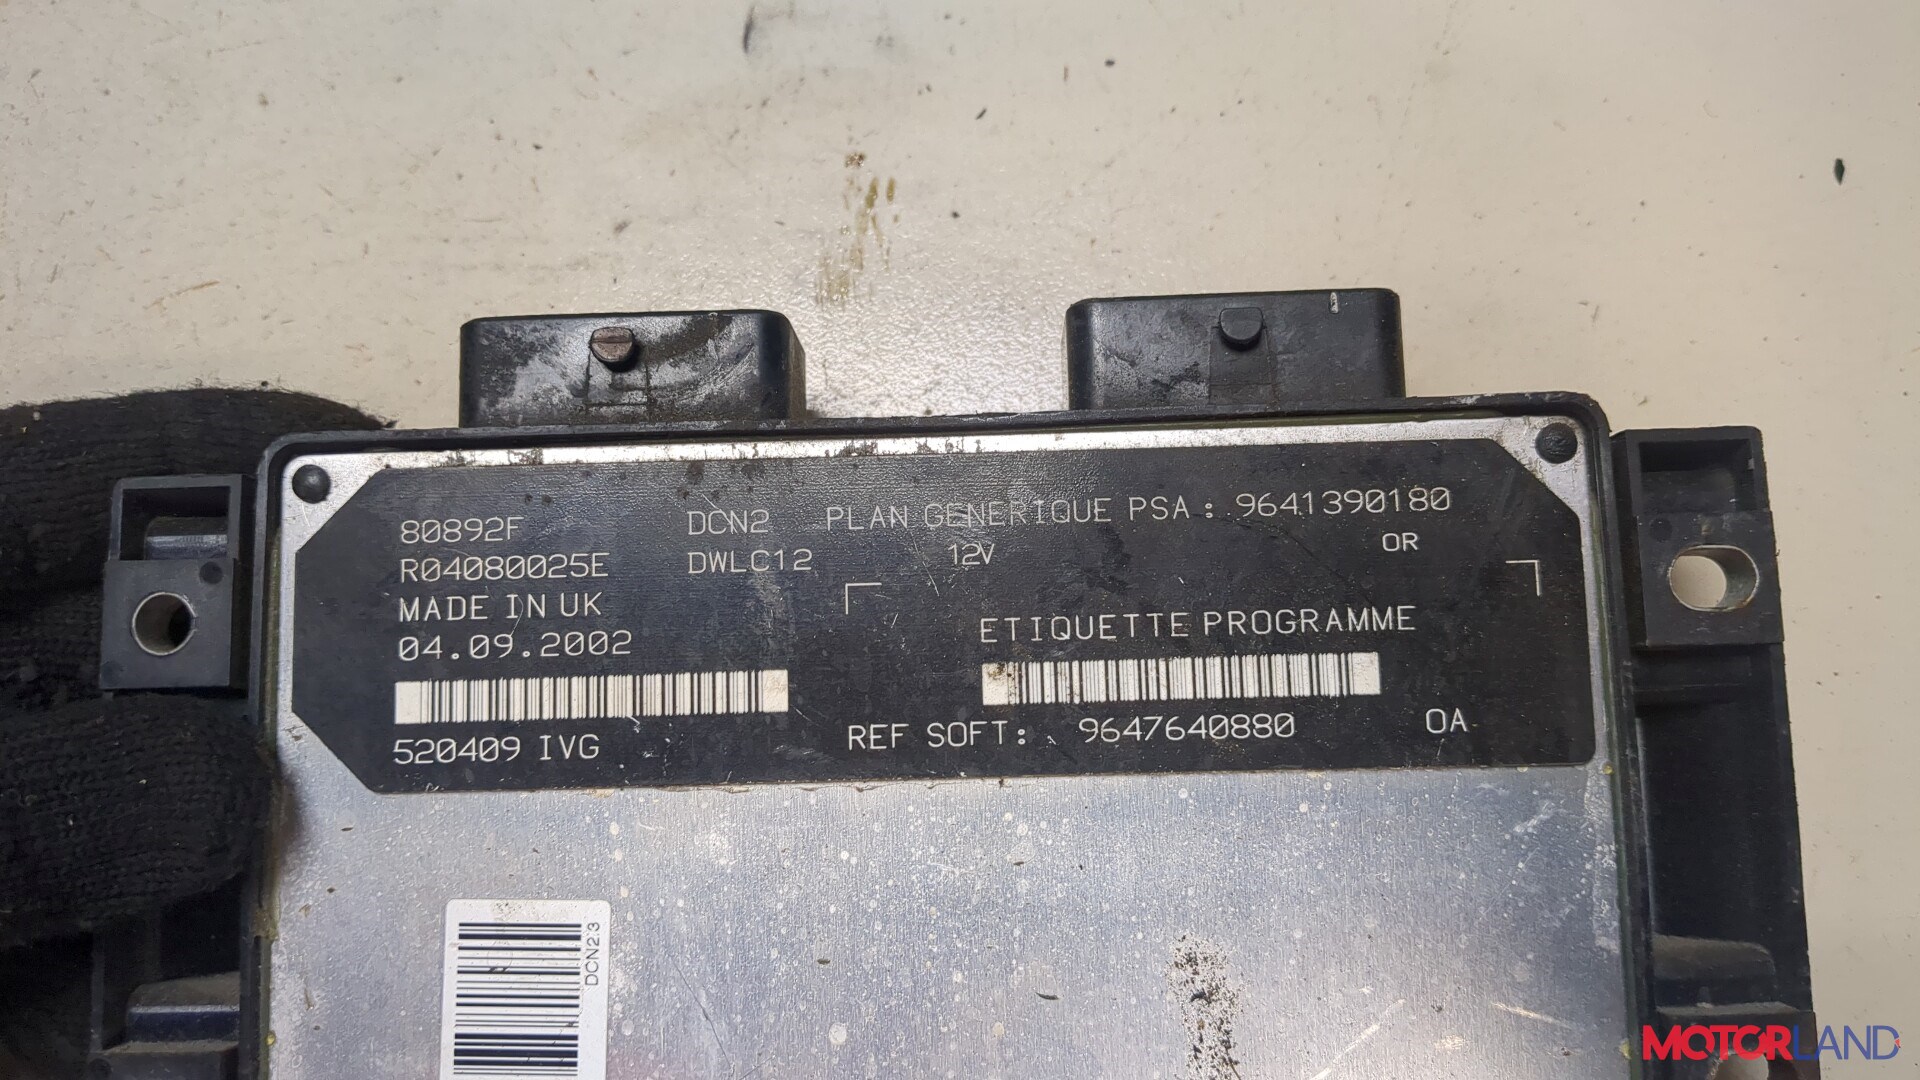 80892F DCN2 PLAN GENERIQUE PSA : 9641390180
R04080025E DWLC12 12V OR
MADE IN UK
04.09.2002
ETIQUETTE PROGRAMME
520409 IVG
REF SOFT: 9647640880 OA
DCN2.3
MOTORLAND